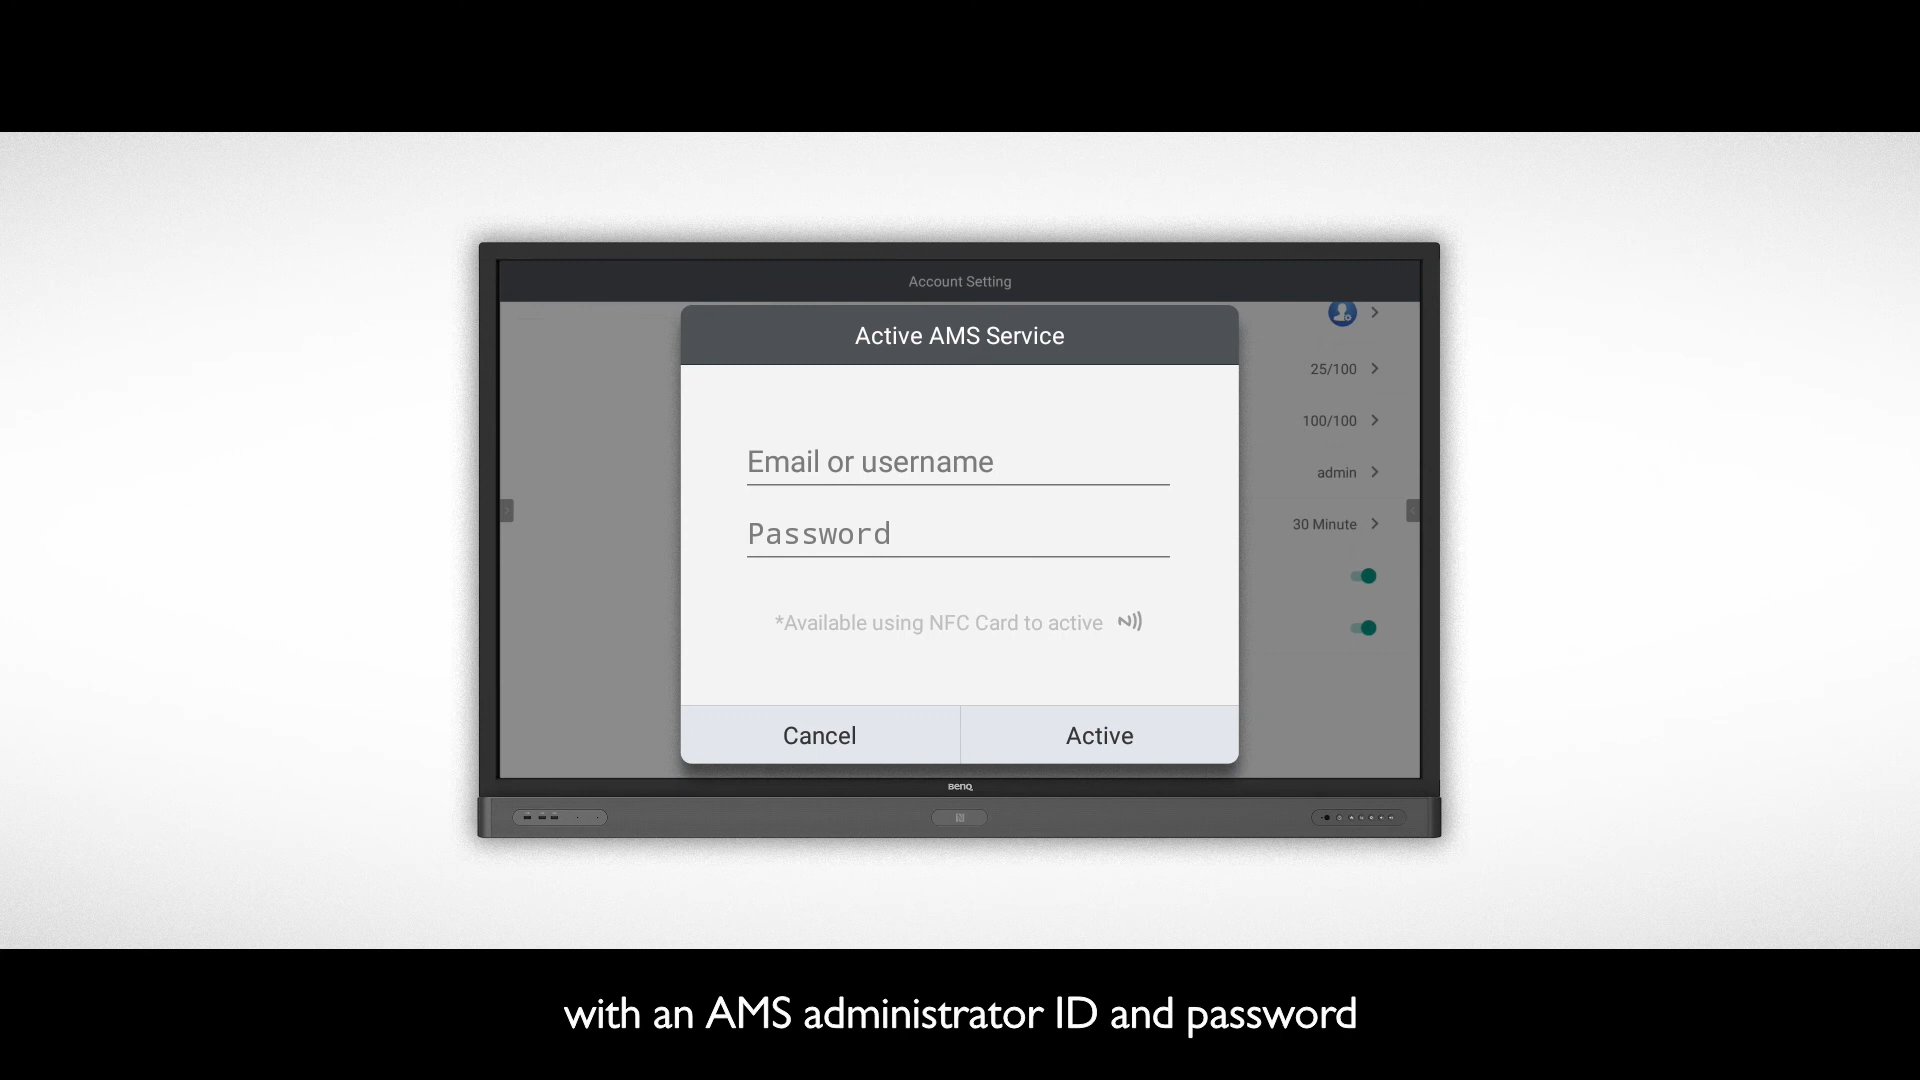 Account Setting
Active AMS Service
25/100
100/100
Email or username
admin
Password
30 Minute
*Available using NFC Card to active
Cancel
Active
BenQ
with an AMS administrator ID and password